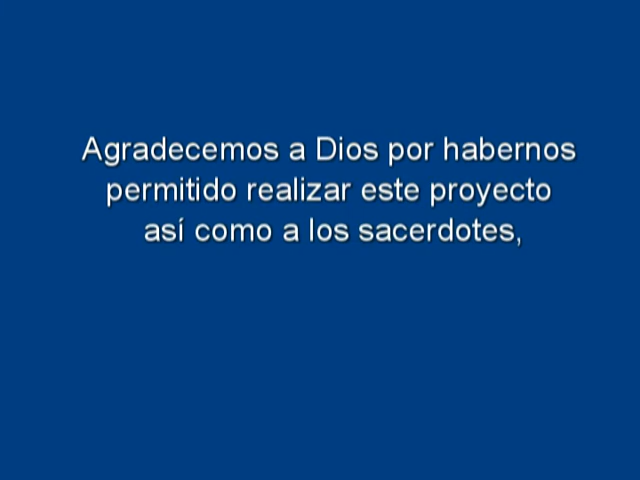 Agradecemos a Dios por habernos
permitido realizar este proyecto
así como a los sacerdotes,